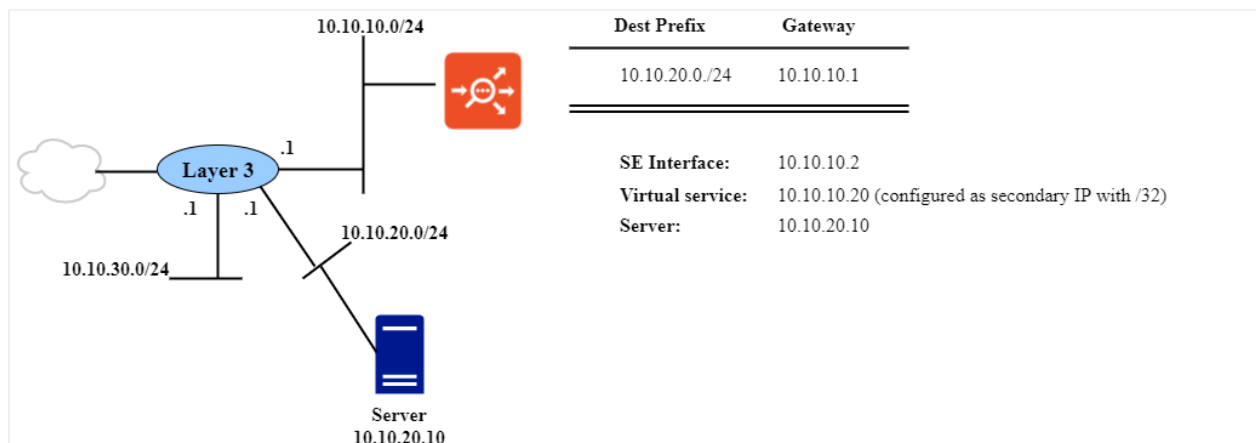 10.10.10.0/24
Dest Prefix Gateway
10.10.20.0./24 10.10.10.1
.1
Layer 3
SE Interface: 10.10.10.2
Virtual service: 10.10.10.20 (configured as secondary IP with /32)
Server: 10.10.20.10
.1 .1
10.10.20.0/24
10.10.30.0/24
Server
10.10.20.10